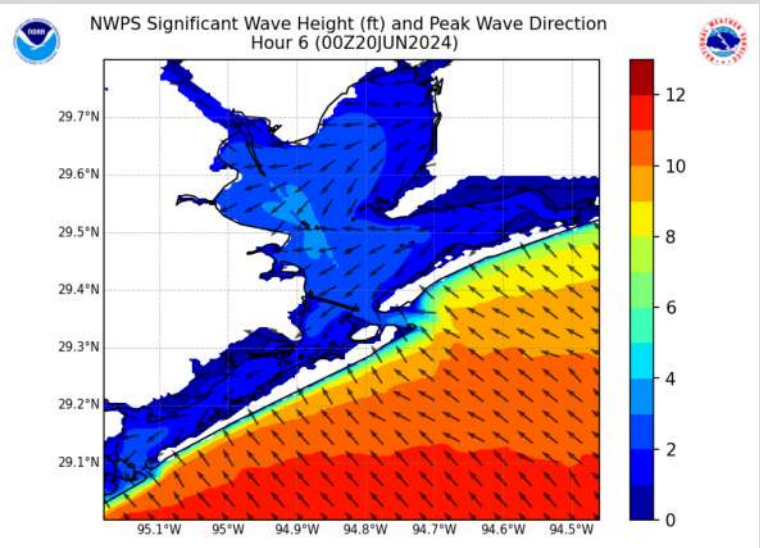 NWPS Significant Wave Height (ft) and Peak Wave Direction
Hour 6 (00Z20JUN2024)
NOAA
29.7°N
29.6°N
29.5°N
29.4°N
29.3°N
29.2°N
29.1°N
95.1°W 95°W 94.9°W 94.8°W 94.7°W 94.6°W 94.5°W
12
10
8
6
4
2
0